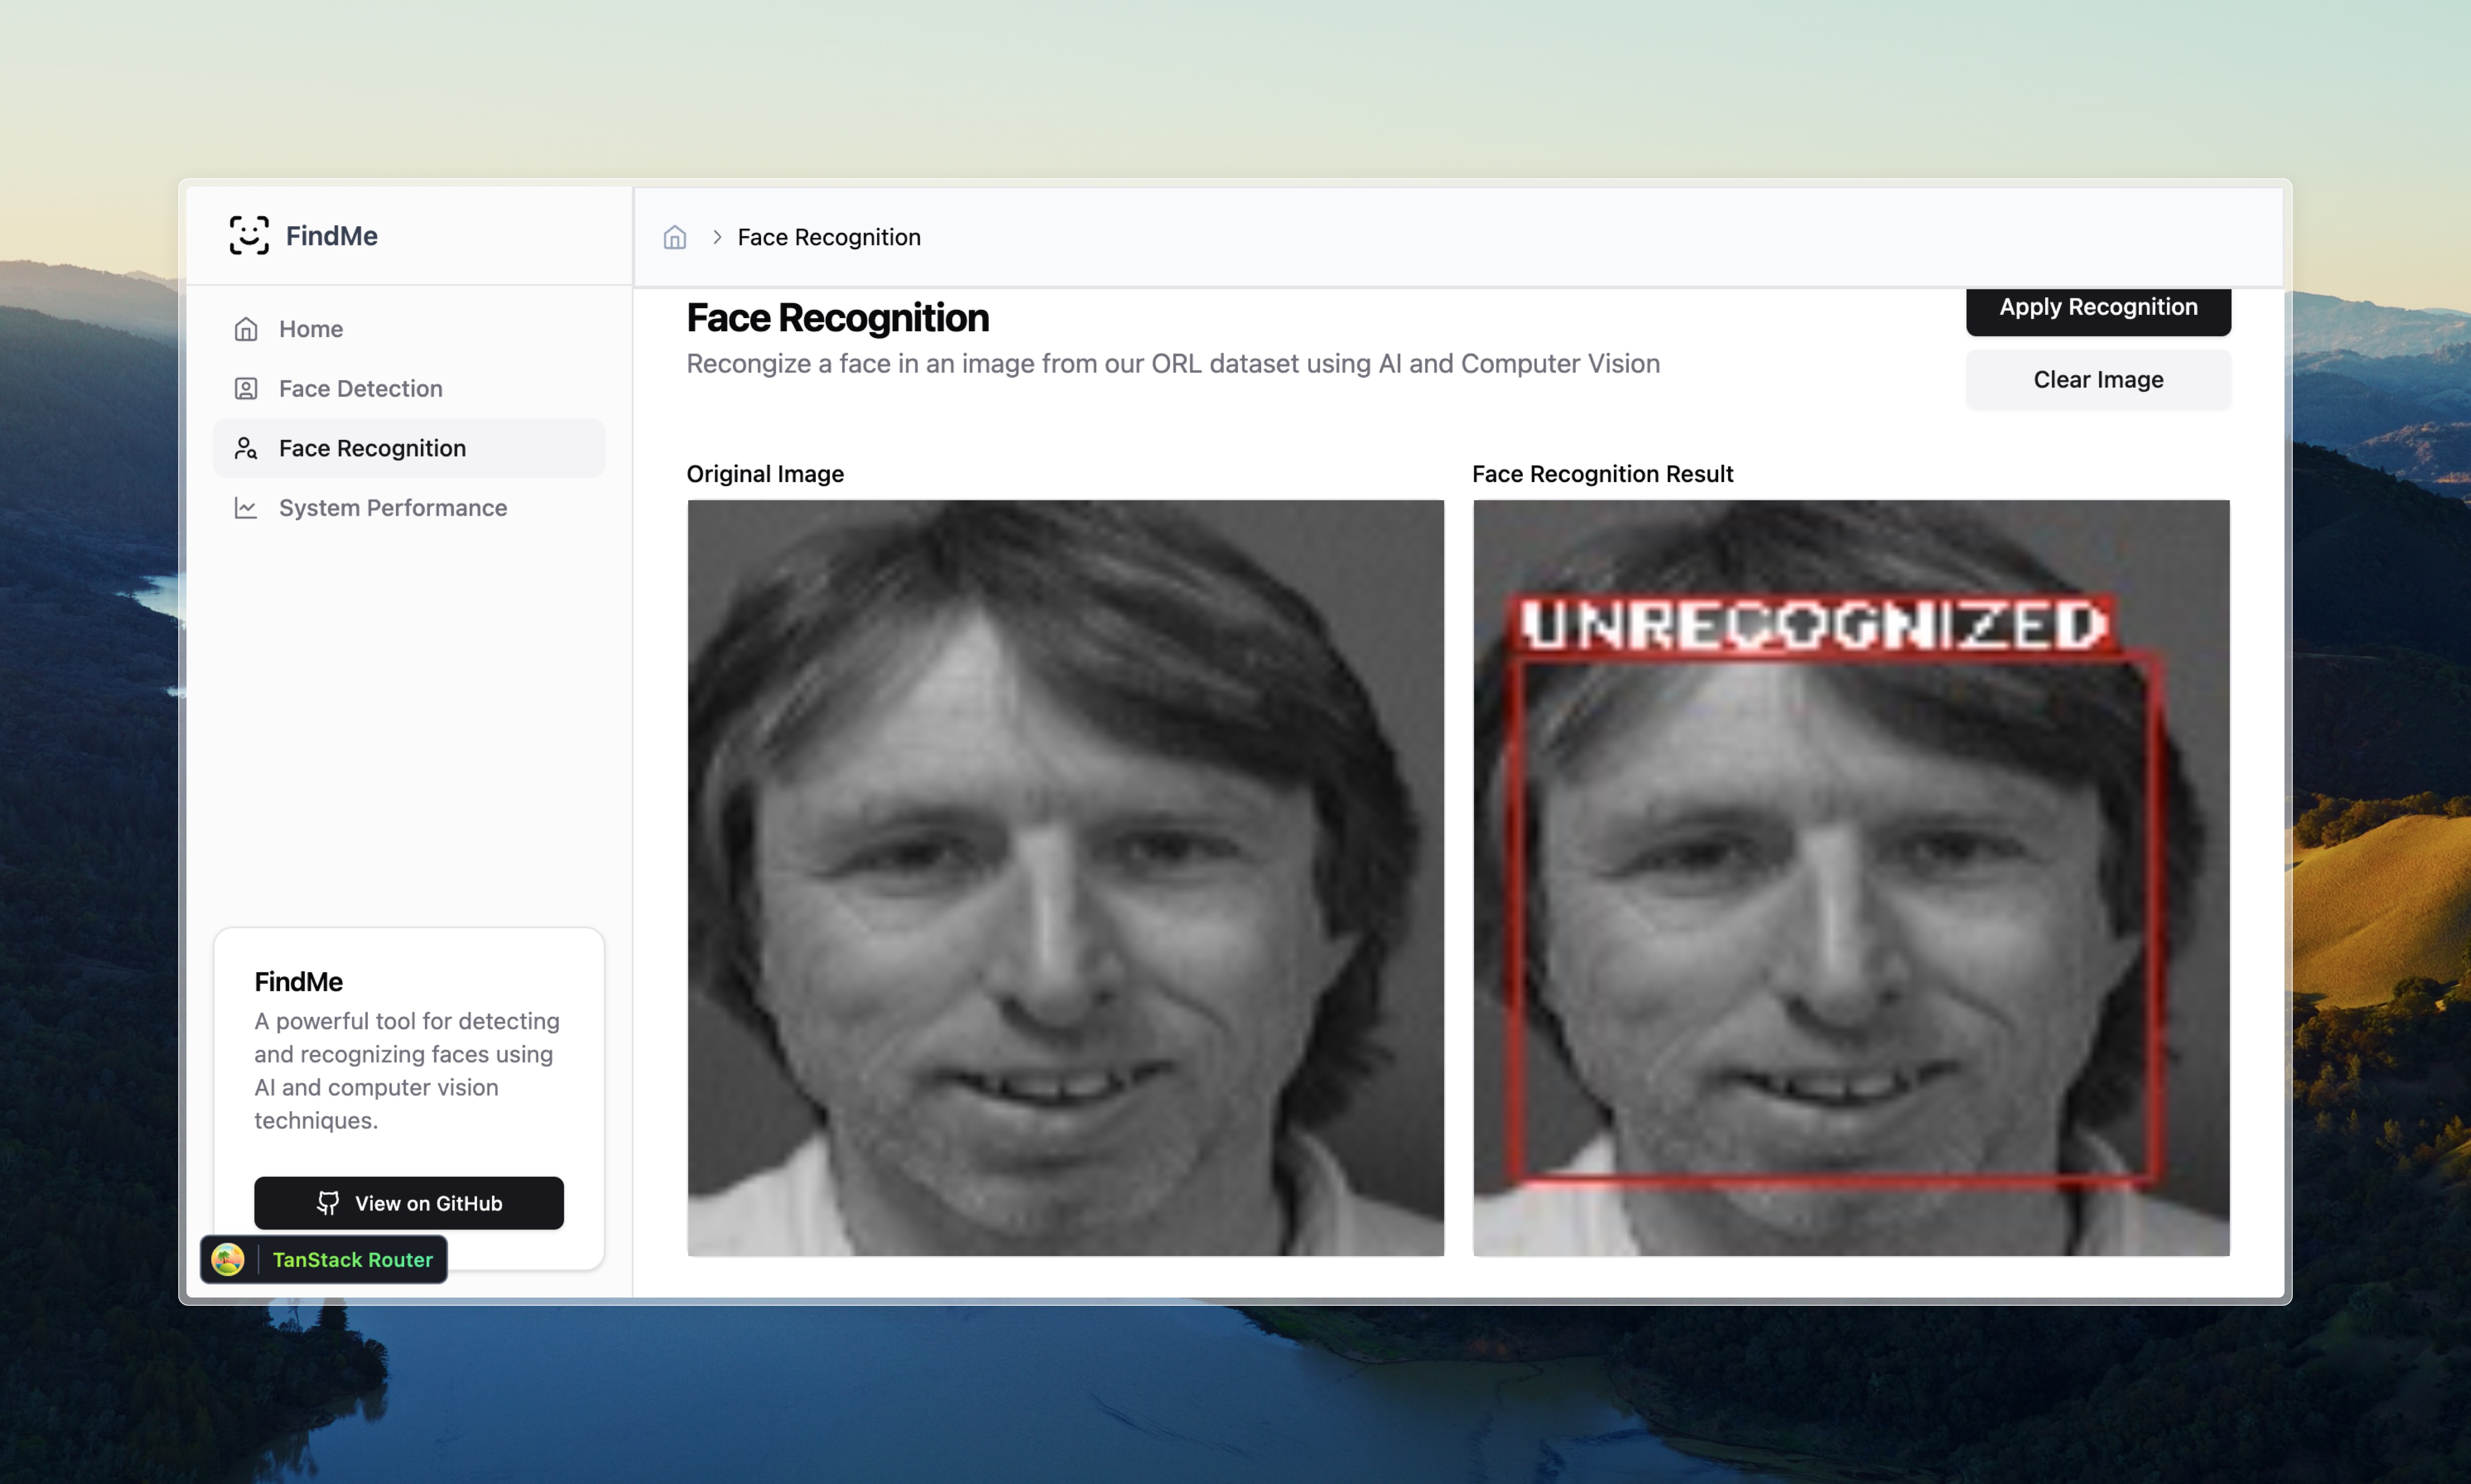 FindMe
Home
Face Detection
Face Recognition
System Performance
FindMe
A powerful tool for detecting
and recognizing faces using
AI and computer vision
techniques.
View on GitHub
TanStack Router
Face Recognition
Face Recognition
Recongize a face in an image from our ORL dataset using AI and Computer Vision
Apply Recognition
Clear Image
Original Image
Face Recognition Result
UNRECOGNIZED